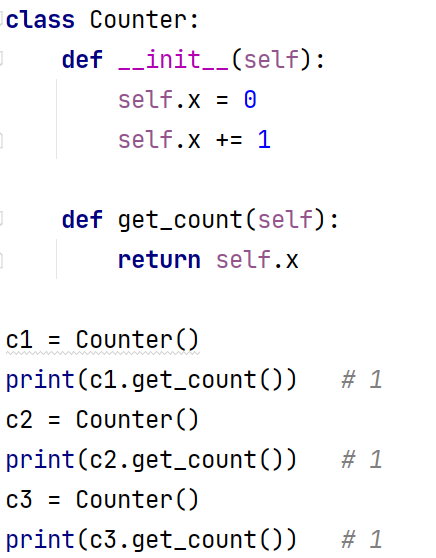 class Counter:
    def __init__(self):
        self.x = 0
        self.x += 1

    def get_count(self):
        return self.x

c1 = Counter()
print(c1.get_count())   # 1
c2 = Counter()
print(c2.get_count())   # 1
c3 = Counter()
print(c3.get_count())   # 1